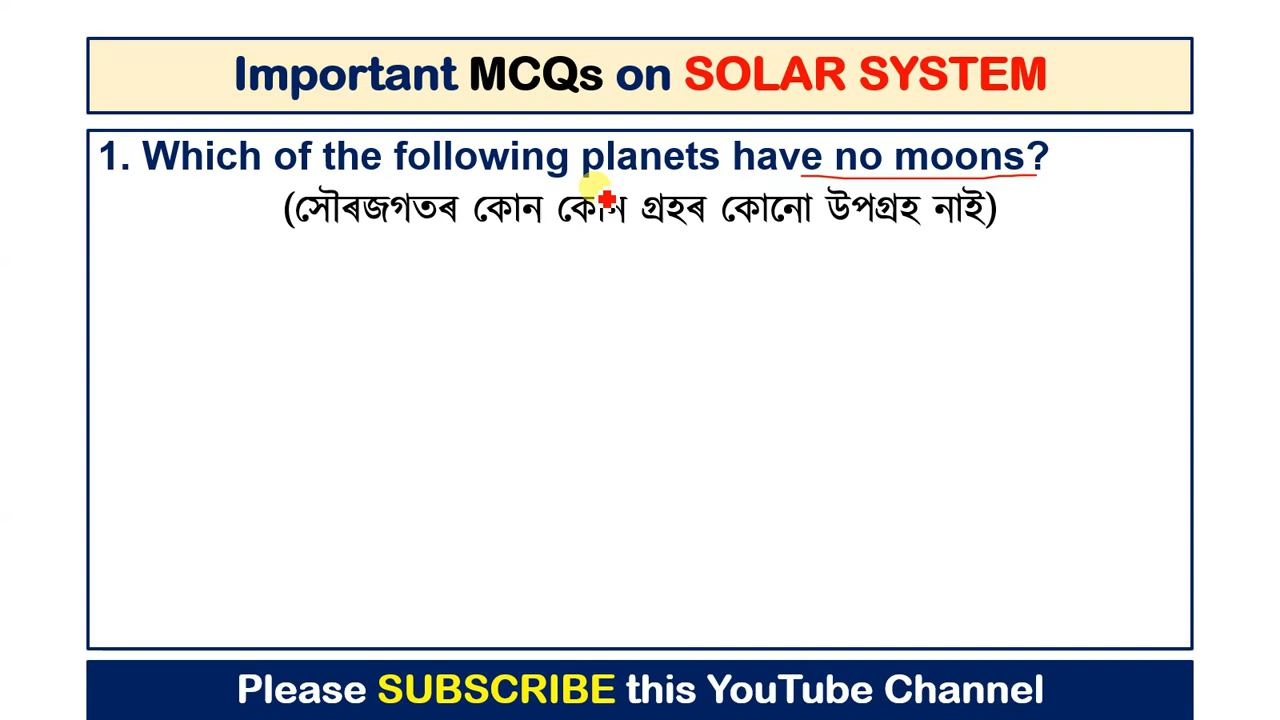 Important MCQs on SOLAR SYSTEM
1. Which of the following planets have no moons?
(সৌৰজগতৰ কোন কোন গ্ৰহৰ কোনো উপগ্ৰহ নাই)
Please SUBSCRIBE this YouTube Channel